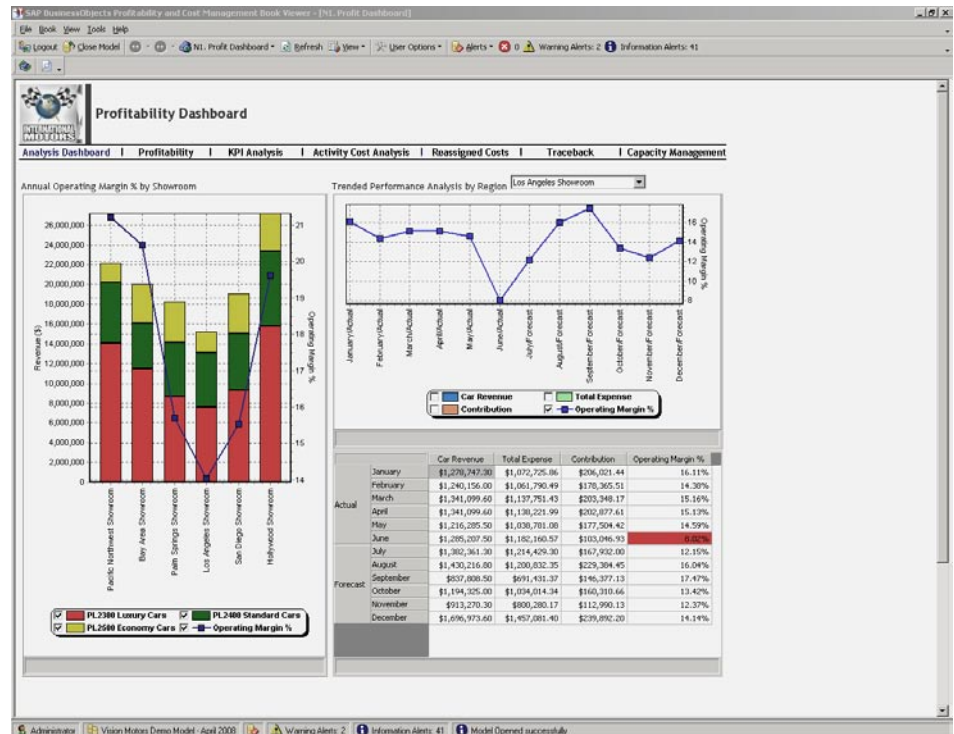 SAP BusinessObjects Profitability and Cost Management Book Viewer - [N1. Profit Dashboard]
File Book View Tools Help
Logout Close Model N1. Profit Dashboard Refresh View User Options Alerts 0 Warning Alerts: 2 Information Alerts: 41
INTERNATIONAL MOTORS
Profitability Dashboard
Analysis Dashboard | Profitability | KPI Analysis | Activity Cost Analysis | Reassigned Costs | Traceback | Capacity Management
Annual Operating Margin % by Showroom
26,000,000
24,000,000
22,000,000
20,000,000
18,000,000
16,000,000
14,000,000
12,000,000
10,000,000
8,000,000
6,000,000
4,000,000
2,000,000
0
Revenue ($)
21
20
19
18
17
16
15
14
Operating Margin %
Pacific Northwest Showroom
Bay Area Showroom
Palm Springs Showroom
Los Angeles Showroom
San Diego Showroom
Hollywood Showroom
PL2300 Luxury Cars PL2400 Standard Cars
PL2500 Economy Cars Operating Margin %
Trended Performance Analysis by Region Los Angeles Showroom
16
14
12
10
8
Operating Margin %
January/Actual
February/Actual
March/Actual
April/Actual
May/Actual
June/Actual
July/Forecast
August/Forecast
September/Forecast
October/Forecast
November/Forecast
December/Forecast
Car Revenue Total Expense
Contribution Operating Margin %
Car Revenue Total Expense Contribution Operating Margin %
Actual
January $1,278,747.30 $1,072,725.86 $206,021.44 16.11%
February $1,240,156.00 $1,061,790.49 $178,365.51 14.38%
March $1,341,099.60 $1,137,751.43 $203,348.17 15.16%
April $1,341,099.60 $1,138,221.99 $202,877.61 15.13%
May $1,216,285.50 $1,038,781.08 $177,504.42 14.59%
June $1,285,207.50 $1,182,160.57 $103,046.93 8.02%
Forecast
July $1,382,361.30 $1,214,429.30 $167,932.00 12.15%
August $1,430,216.80 $1,200,832.35 $229,384.45 16.04%
September $837,808.50 $691,431.37 $146,377.13 17.47%
October $1,194,325.00 $1,034,014.34 $160,310.66 13.42%
November $913,270.30 $800,280.17 $112,990.13 12.37%
December $1,696,973.60 $1,457,081.40 $239,892.20 14.14%
Administrator Vision Motors Demo Model - April 2008 Warning Alerts: 2 Information Alerts: 41 Model Opened successfully